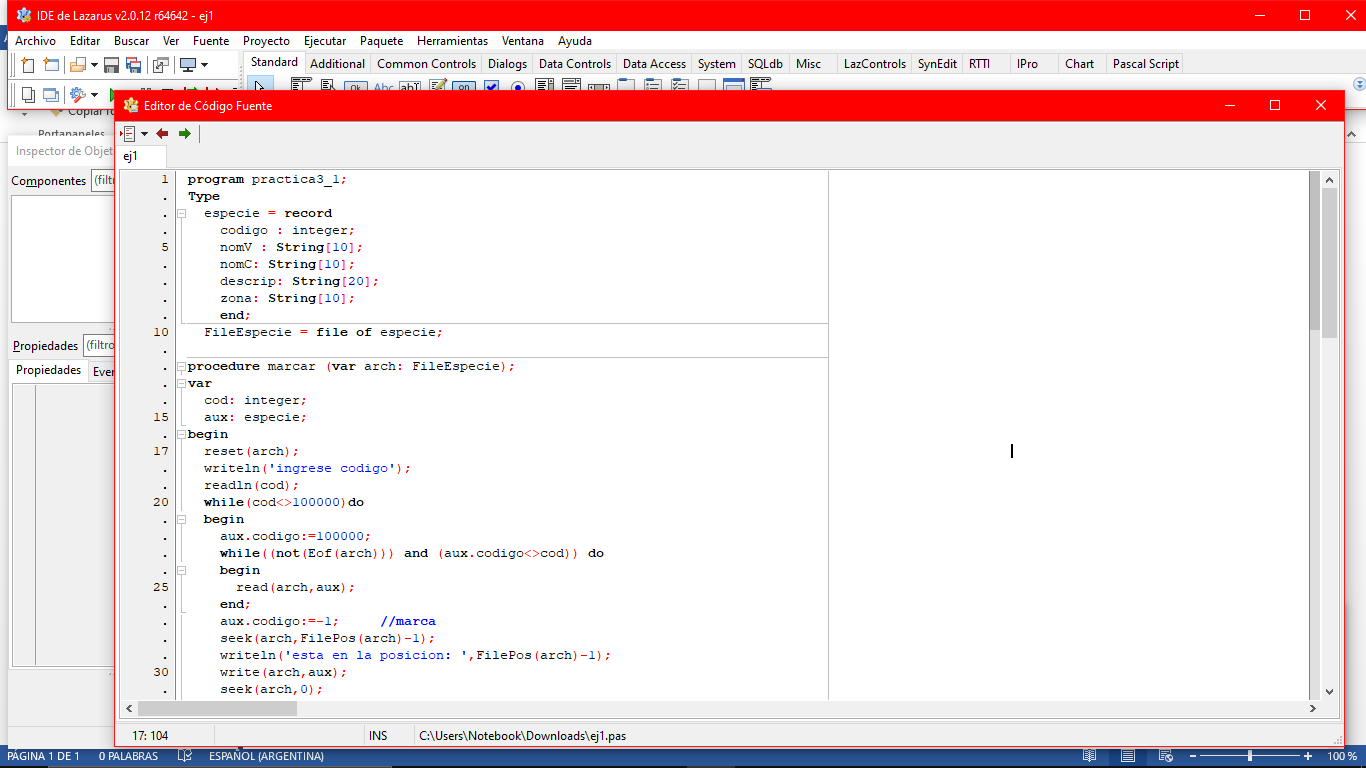 IDE de Lazarus v2.0.12 r64642 - ej1
Archivo Editar Buscar Ver Fuente Proyecto Ejecutar Paquete Herramientas Ventana Ayuda
Standard Additional Common Controls Dialogs Data Controls Data Access System SQLdb Misc LazControls SynEdit RTTI IPro Chart Pascal Script
Editor de Código Fuente
Portapapeles
Inspector de Objet
ej1
Componentes (filt
Propiedades (filtro
Propiedades Ever
1 program practica3_1;
. Type
. especie = record
. codigo : integer;
5 nomV : String[10];
. nomC: String[10];
. descrip: String[20];
. zona: String[10];
. end;
10 FileEspecie = file of especie;
.
. procedure marcar (var arch: FileEspecie);
. var
. cod: integer;
15 aux: especie;
. begin
17 reset(arch);
. writeln('ingrese codigo');
. readln(cod);
20 while(cod<>100000)do
. begin
. aux.codigo:=100000;
. while((not(Eof(arch))) and (aux.codigo<>cod)) do
. begin
25 read(arch,aux);
. end;
. aux.codigo:=-1; //marca
. seek(arch,FilePos(arch)-1);
. writeln('esta en la posicion: ',FilePos(arch)-1);
30 write(arch,aux);
. seek(arch,0);
17: 104 INS C:\Users\Notebook\Downloads\ej1.pas
PÁGINA 1 DE 1 0 PALABRAS ESPAÑOL (ARGENTINA) 100 %